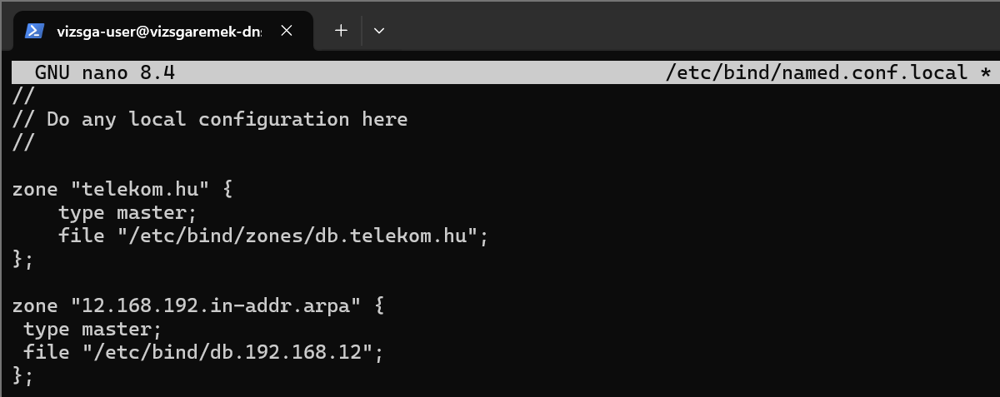 vizsga-user@vizsgaremek-dns
GNU nano 8.4 /etc/bind/named.conf.local *
//
// Do any local configuration here
//
zone "telekom.hu" {
type master;
file "/etc/bind/zones/db.telekom.hu";
};
zone "12.168.192.in-addr.arpa" {
type master;
file "/etc/bind/db.192.168.12";
};